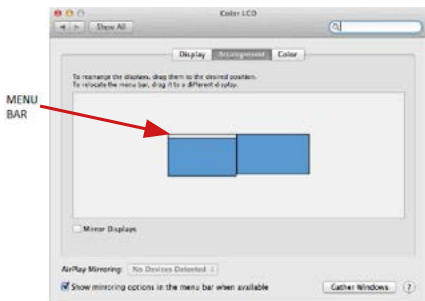 Color LCD
Show All
Display Arrangement Color
To rearrange the displays, drag them to the desired position.
To relocate the menu bar, drag it to a different display.
MENU
BAR
Mirror Displays
AirPlay Mirroring: No Devices Detected
Show mirroring options in the menu bar when available
Gather Windows ?